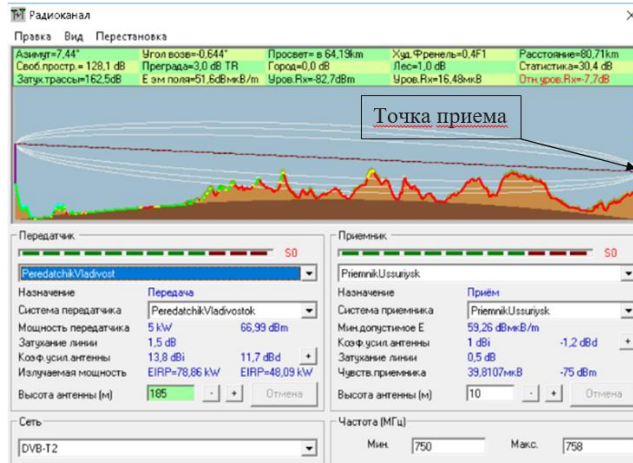 Радиоканал
Правка Вид Перестановка
Азимут=7,44° Угол возв=-0,644° Просвет= в 64,19km Худ.Френель=0,4F1 Расстояние=80,71km
Своб.простр.= 128,1 dB Преграда=3,0 dB TR Город=0,0 dB Лес=1,0 dB Статистика=30,4 dB
Затух.трассы=162,5dB E эм поля=51,6dBмкВ/m Уров.Rx=-82,7dBm Уров.Rx=16,48мкВ Отн.уров.Rx=-7,7dB
Точка приема
Передатчик Приемник
S0 S0
PeredatchikVladivost PriemnikUssuriysk
Назначение Передача Назначение Приём
Система передатчика PeredatchikVladivostok Система приемника PriemnikUssuriysk
Мощность передатчика 5 kW 66,99 dBm Мин.допустимое E 59,26 dBмкВ/m
Затухание линии 1,5 dB Коэф.усил.антенны 1 dBi -1,2 dBd +
Коэф.усил.антенны 13,8 dBi 11,7 dBd + Затухание линии 0,5 dB
Излучаемая мощность EIRP=78,86 kW EIRP=48,09 kW Чувств.приемника 39,8107мкВ -75 dBm
Высота антенны (м) 185 - + Отмена Высота антенны (м) 10 - + Отмена
Сеть Частота (МГц)
DVB-T2 Мин. 750 Макс. 758